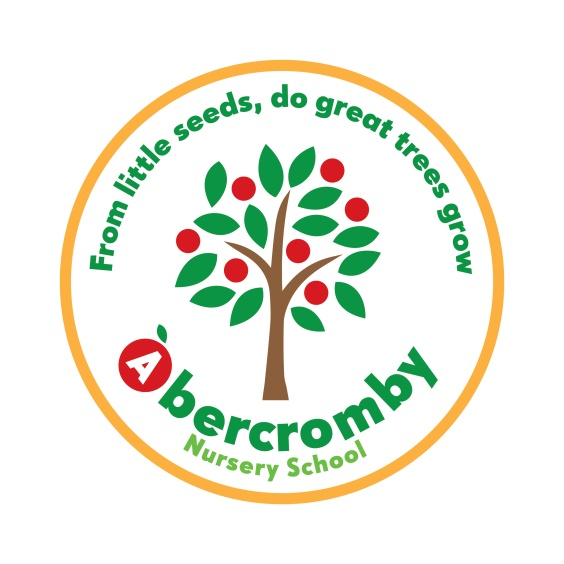 From little seeds, do great trees grow
Abercromby
Nursery School